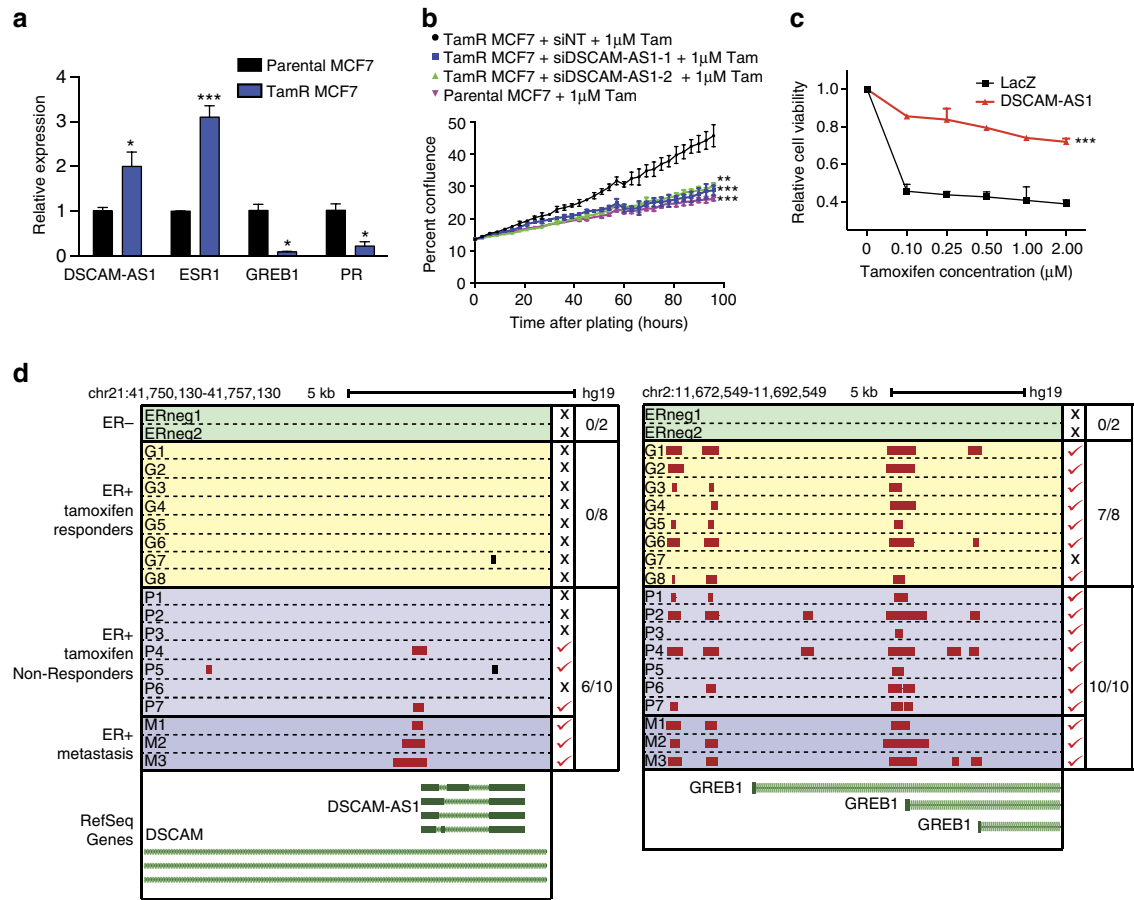 a
Parental MCF7
TamR MCF7
Relative expression
4
3
2
1
0
*
***
*
*
DSCAM-AS1 ESR1 GREB1 PR
b
TamR MCF7 + siNT + 1μM Tam
TamR MCF7 + siDSCAM-AS1-1 + 1μM Tam
TamR MCF7 + siDSCAM-AS1-2 + 1μM Tam
Parental MCF7 + 1μM Tam
Percent confluence
50
40
30
20
10
0
**
***
***
0 20 40 60 80 100
Time after plating (hours)
c
LacZ
DSCAM-AS1
Relative cell viability
1.0
0.8
0.6
0.4
***
0 0.10 0.25 0.50 1.00 2.00
Tamoxifen concentration (μM)
d
chr21:41,750,130-41,757,130 5 kb hg19
ER–
ERneg1 X
ERneg2 X
0/2
ER+
tamoxifen
responders
G1 X
G2 X
G3 X
G4 X
G5 X
G6 X
G7 X
G8 X
0/8
ER+
tamoxifen
Non-Responders
P1 X
P2 X
P3 X
P4 ✓
P5 ✓
P6 X
P7 ✓
ER+
metastasis
M1 ✓
M2 ✓
M3 ✓
6/10
RefSeq
Genes
DSCAM-AS1
DSCAM
chr2:11,672,549-11,692,549 5 kb hg19
ERneg1 X
ERneg2 X
0/2
G1 ✓
G2 ✓
G3 ✓
G4 ✓
G5 ✓
G6 ✓
G7 X
G8 ✓
7/8
P1 ✓
P2 ✓
P3 ✓
P4 ✓
P5 ✓
P6 ✓
P7 ✓
M1 ✓
M2 ✓
M3 ✓
10/10
GREB1
GREB1
GREB1